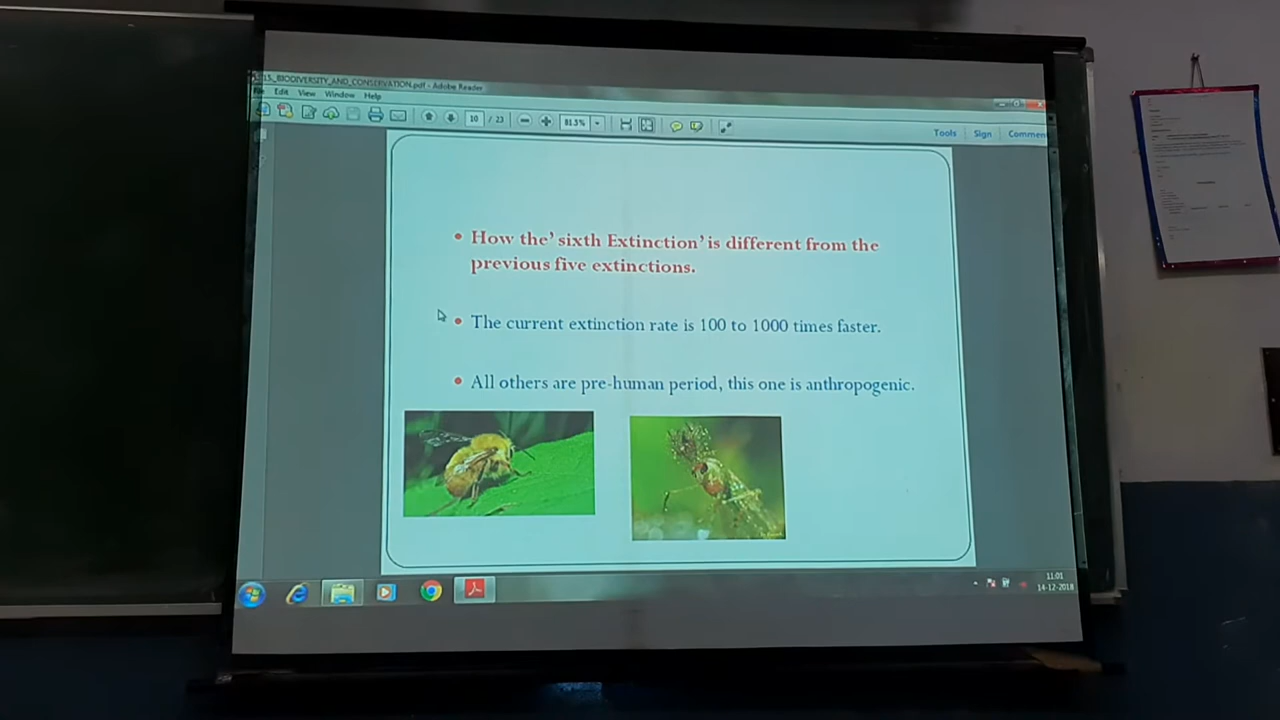 15._BIODIVERSITY_AND_CONSERVATION.pdf - Adobe Reader
Edit View Window Help
10 / 23 81.5% Tools Sign Comment
• How the’ sixth Extinction’ is different from the
previous five extinctions.
• The current extinction rate is 100 to 1000 times faster.
• All others are pre-human period, this one is anthropogenic.
11:01
14-12-2018